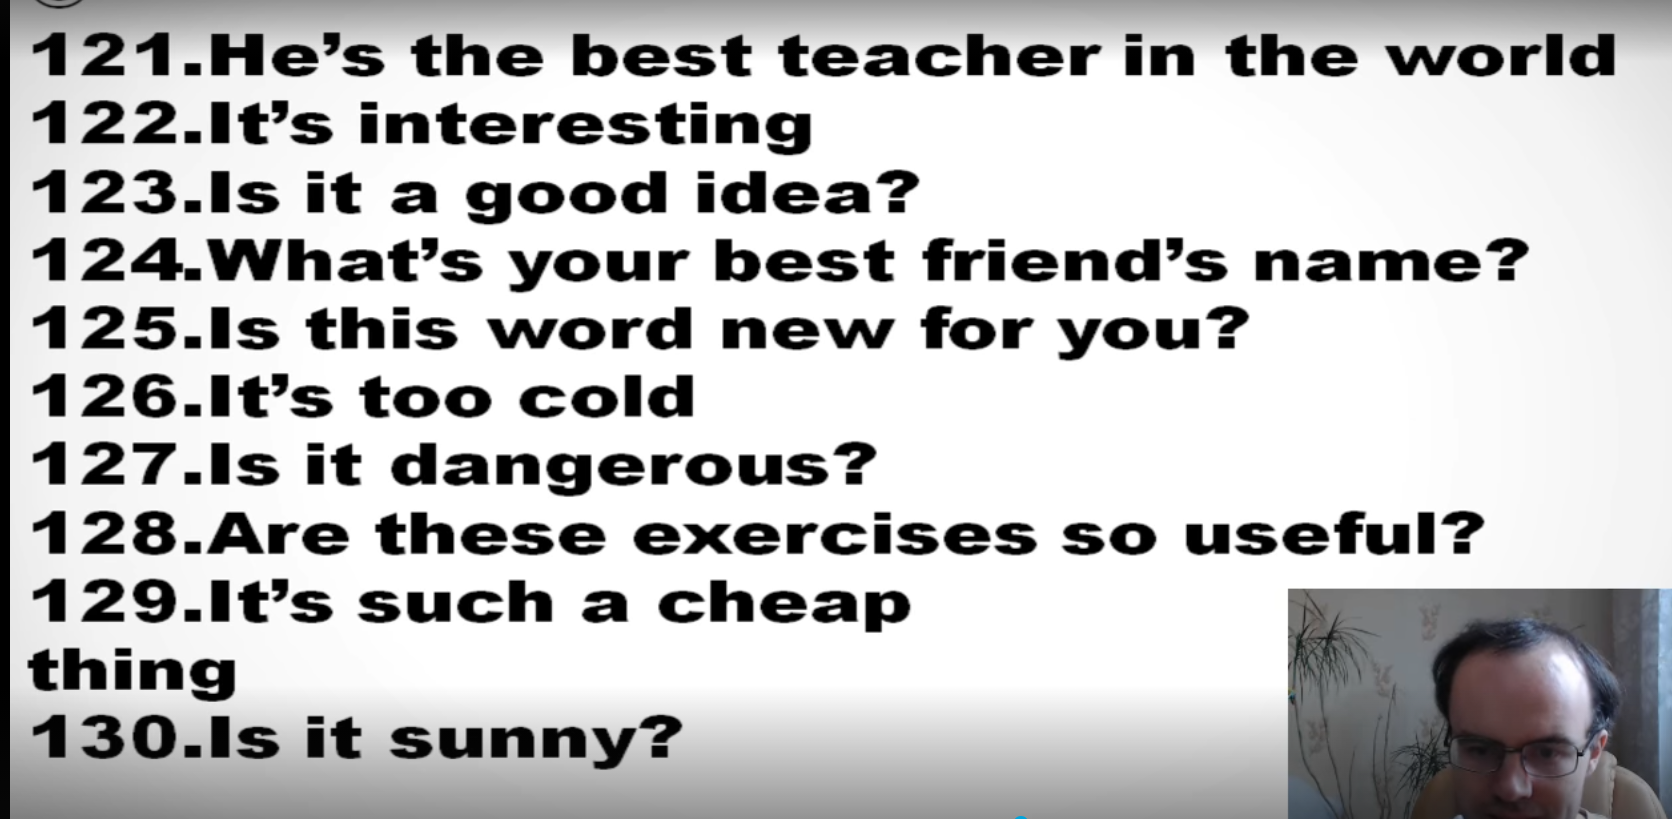 121.He’s the best teacher in the world
122.It’s interesting
123.Is it a good idea?
124.What’s your best friend’s name?
125.Is this word new for you?
126.It’s too cold
127.Is it dangerous?
128.Are these exercises so useful?
129.It’s such a cheap
thing
130.Is it sunny?